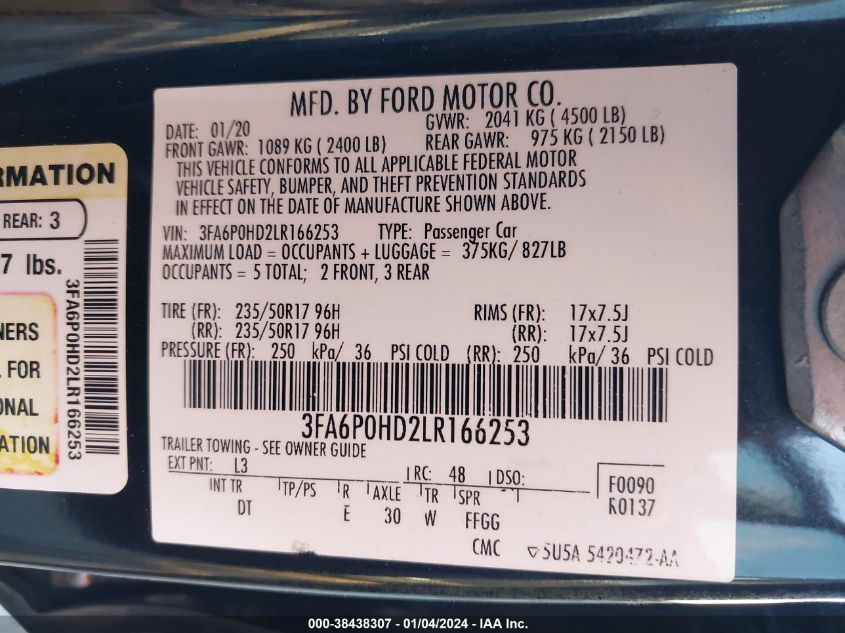 MFD. BY FORD MOTOR CO.
DATE: 01/20 GVWR: 2041 KG ( 4500 LB)
FRONT GAWR: 1089 KG ( 2400 LB) REAR GAWR: 975 KG ( 2150 LB)
THIS VEHICLE CONFORMS TO ALL APPLICABLE FEDERAL MOTOR
VEHICLE SAFETY, BUMPER, AND THEFT PREVENTION STANDARDS
IN EFFECT ON THE DATE OF MANUFACTURE SHOWN ABOVE.
VIN: 3FA6P0HD2LR166253 TYPE: Passenger Car
MAXIMUM LOAD = OCCUPANTS + LUGGAGE = 375KG/ 827LB
OCCUPANTS = 5 TOTAL; 2 FRONT, 3 REAR
TIRE (FR): 235/50R17 96H RIMS (FR): 17x7.5J
(RR): 235/50R17 96H (RR): 17x7.5J
PRESSURE (FR): 250 kPa/ 36 PSI COLD (RR): 250 kPa/ 36 PSI COLD
3FA6P0HD2LR166253
TRAILER TOWING - SEE OWNER GUIDE
EXT PNT: L3 RC: 48 DSO: F0090
INT TR TP/PS R AXLE TR SPR R0137
DT E 30 W FFGG
CMC 5U5A 5420472-AA
RMATION
REAR: 3
7 lbs.
NERS
FOR
ONAL
ATION
3FA6P0HD2LR166253
000-38438307 - 01/04/2024 - IAA Inc.